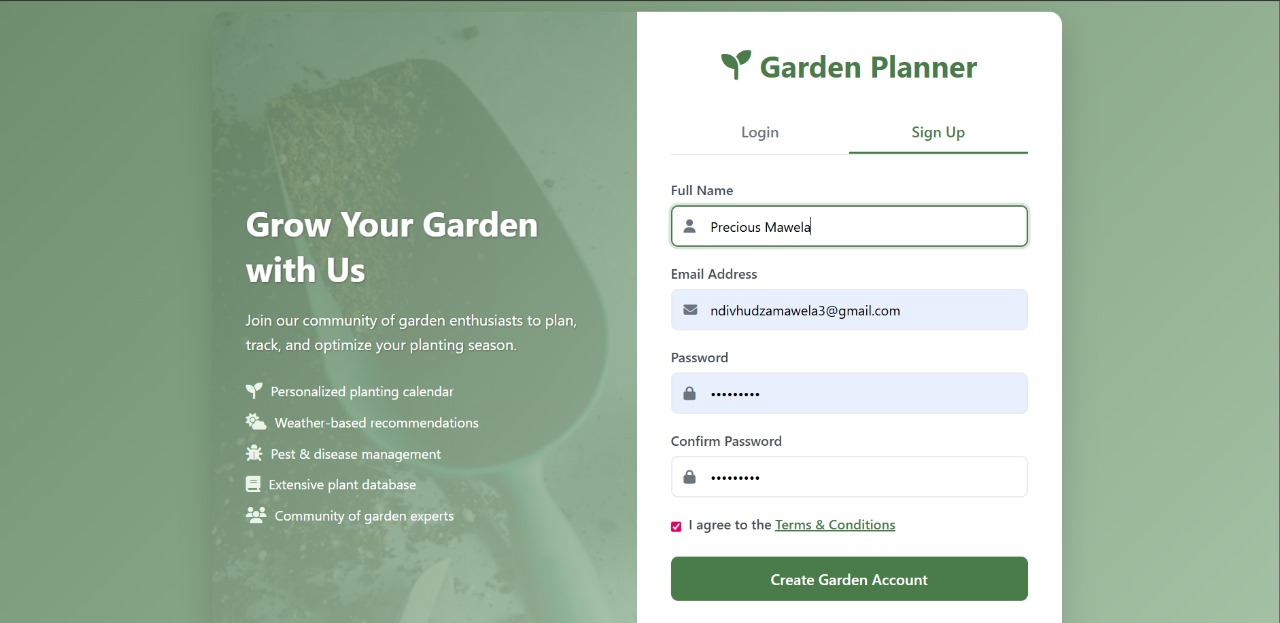 Grow Your Garden
with Us
Join our community of garden enthusiasts to plan,
track, and optimize your planting season.
Personalized planting calendar
Weather-based recommendations
Pest & disease management
Extensive plant database
Community of garden experts
Garden Planner
Login
Sign Up
Full Name
Precious Mawela
Email Address
ndivhudzamawela3@gmail.com
Password
•••••••••
Confirm Password
•••••••••
I agree to the Terms & Conditions
Create Garden Account